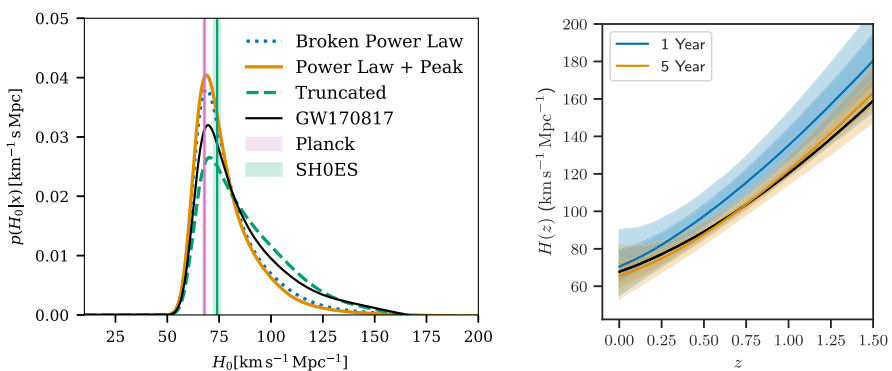 0.05
0.04
0.03
0.02
0.01
0.00
p(H₀|x) [km⁻¹ s Mpc]
25 50 75 100 125 150 175 200
H₀[km s⁻¹ Mpc⁻¹]
Broken Power Law
Power Law + Peak
Truncated
GW170817
Planck
SH0ES
200
180
160
140
120
100
80
60
H(z) (km s⁻¹ Mpc⁻¹)
0.00 0.25 0.50 0.75 1.00 1.25 1.50
z
1 Year
5 Year